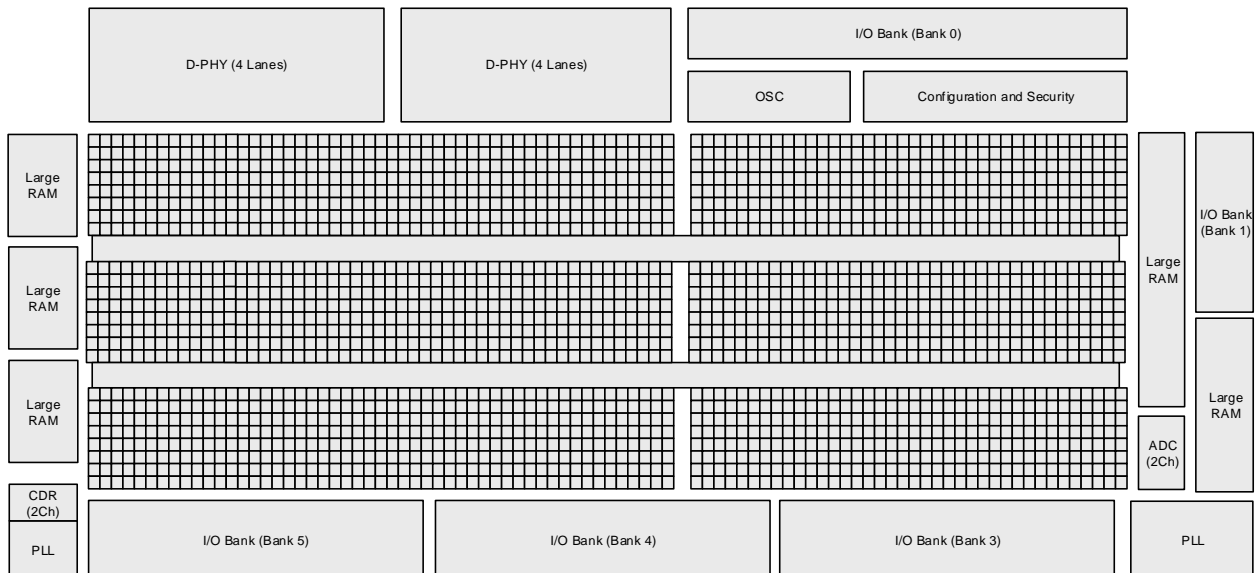 I/O Bank (Bank 0)
D-PHY (4 Lanes)
D-PHY (4 Lanes)
OSC
Configuration and Security
Large
RAM
I/O Bank
(Bank 1)
Large
RAM
Large
RAM
Large
RAM
Large
RAM
ADC
(2Ch)
CDR
(2Ch)
PLL
I/O Bank (Bank 5)
I/O Bank (Bank 4)
I/O Bank (Bank 3)
PLL